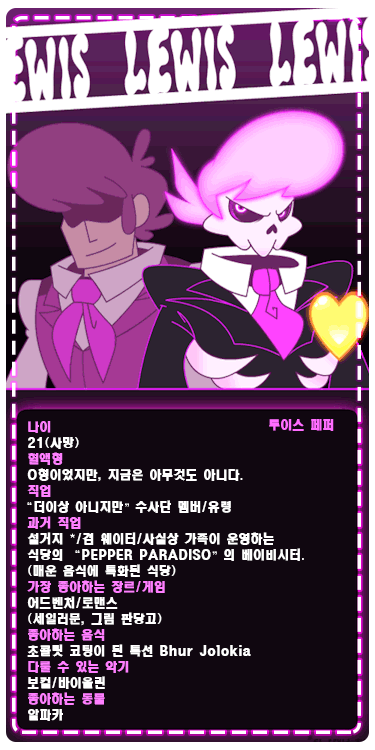 LEWIS LEWIS LEWIS
루이스 페퍼
나이
21(사망)
혈액형
O형이었지만, 지금은 아무것도 아니다.
직업
“더이상 아니지만” 수사단 멤버/유령
과거 직업
설거지 */겸 웨이터/사실상 가족이 운영하는
식당의 “PEPPER PARADISO” 의 베이비시터.
(매운 음식에 특화된 식당)
가장 좋아하는 장르/게임
어드벤처/로맨스
(세일러문, 그림 판당고)
좋아하는 음식
초콜릿 코팅이 된 특선 Bhur Jolokia
다룰 수 있는 악기
보컬/바이올린
좋아하는 동물
알파카